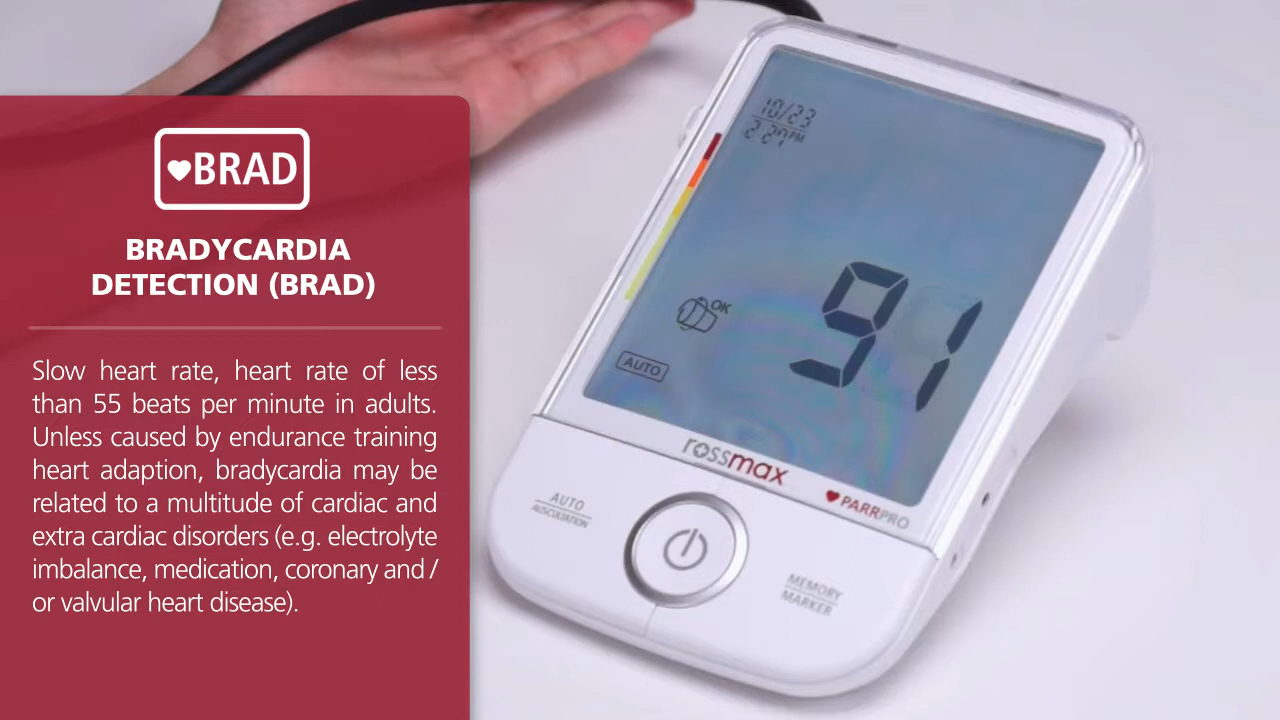 ♥BRAD
BRADYCARDIA
DETECTION (BRAD)
Slow heart rate, heart rate of less
than 55 beats per minute in adults.
Unless caused by endurance training
heart adaption, bradycardia may be
related to a multitude of cardiac and
extra cardiac disorders (e.g. electrolyte
imbalance, medication, coronary and /
or valvular heart disease).
10/23
2:27PM
91
OK
AUTO
rossmax
♥PARRPRO
AUTO
AUSCULTATION
MEMORY
MARKER